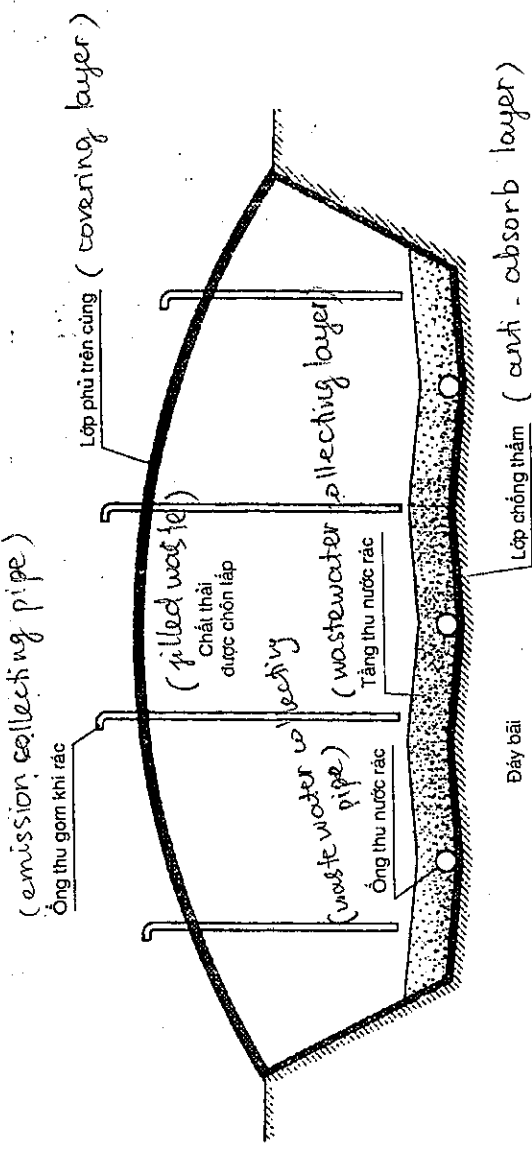 (emission collecting pipe)
Ống thu gom khí rác
Lớp phủ trên cùng (covering layer)
(filled waste)
Chất thải
được chôn lấp
(waste water collecting
pipe)
Ống thu nước rác
(wastewater collecting layer)
Tầng thu nước rác
Đáy bãi
Lớp chống thấm (anti-absorb layer)